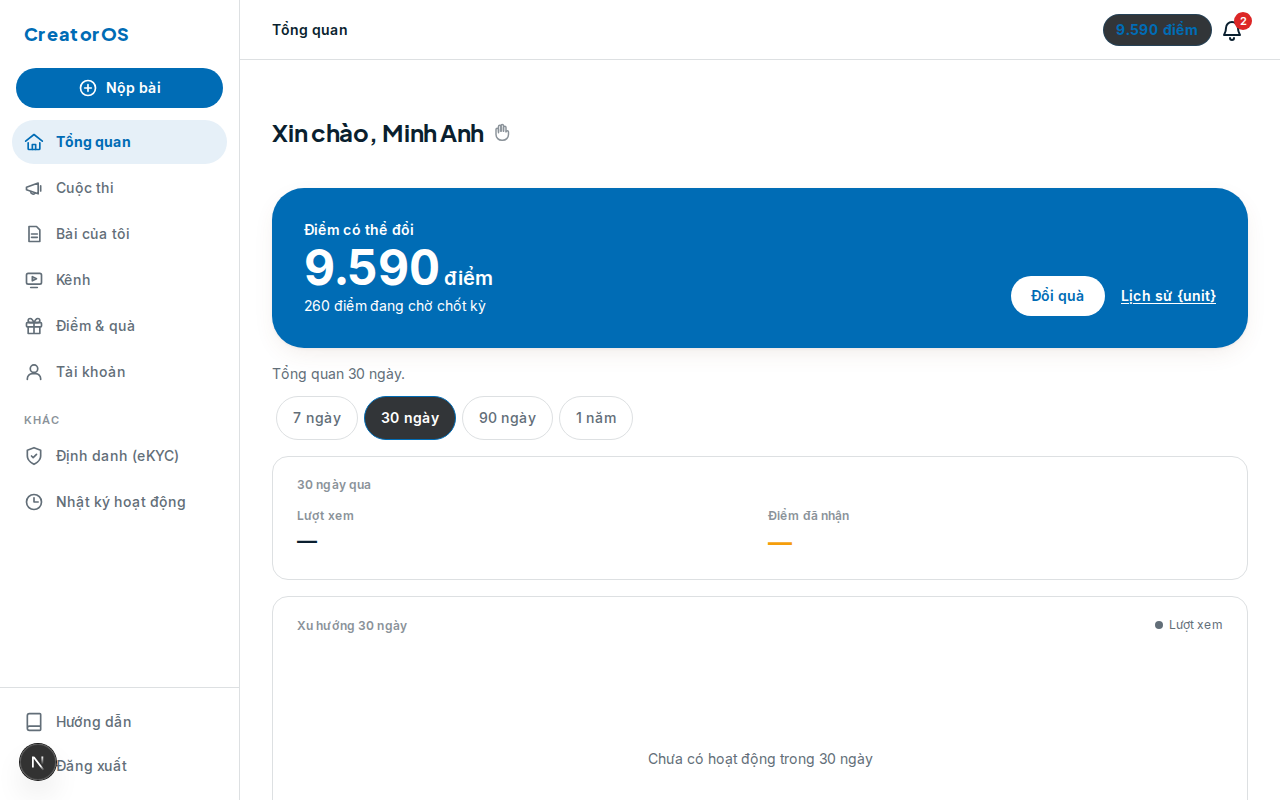 CreatorOS
Nộp bài
Tổng quan
Cuộc thi
Bài của tôi
Kênh
Điểm & quà
Tài khoản
KHÁC
Định danh (eKYC)
Nhật ký hoạt động
Hướng dẫn
Đăng xuất
N
Tổng quan
9.590 điểm
2
Xin chào, Minh Anh
Điểm có thể đổi
9.590 điểm
260 điểm đang chờ chốt kỳ
Đổi quà
Lịch sử {unit}
Tổng quan 30 ngày.
7 ngày
30 ngày
90 ngày
1 năm
30 ngày qua
Lượt xem
—
Điểm đã nhận
—
Xu hướng 30 ngày
Lượt xem
Chưa có hoạt động trong 30 ngày